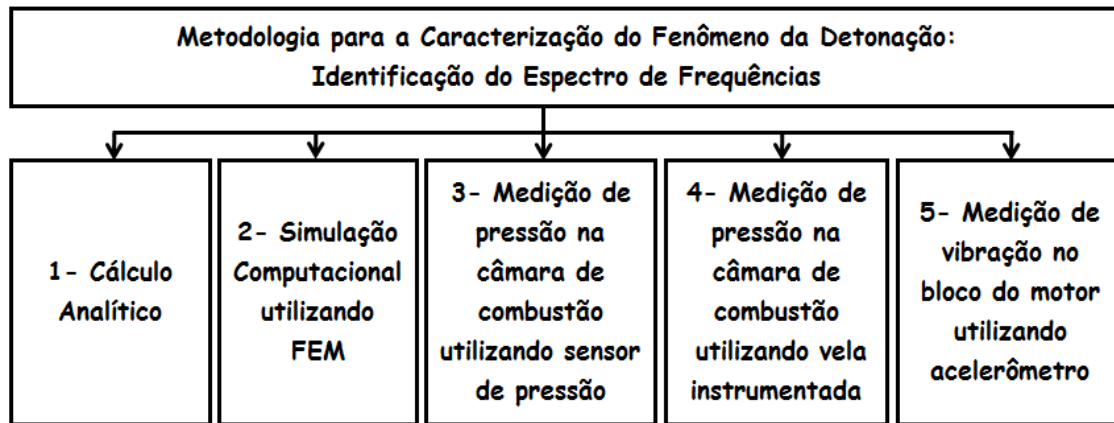 Metodologia para a Caracterização do Fenômeno da Detonação:
Identificação do Espectro de Frequências
1- Cálculo
Analítico
2- Simulação
Computacional
utilizando
FEM
3- Medição de
pressão na
câmara de
combustão
utilizando sensor
de pressão
4- Medição de
pressão na
câmara de
combustão
utilizando vela
instrumentada
5- Medição de
vibração no
bloco do motor
utilizando
acelerômetro